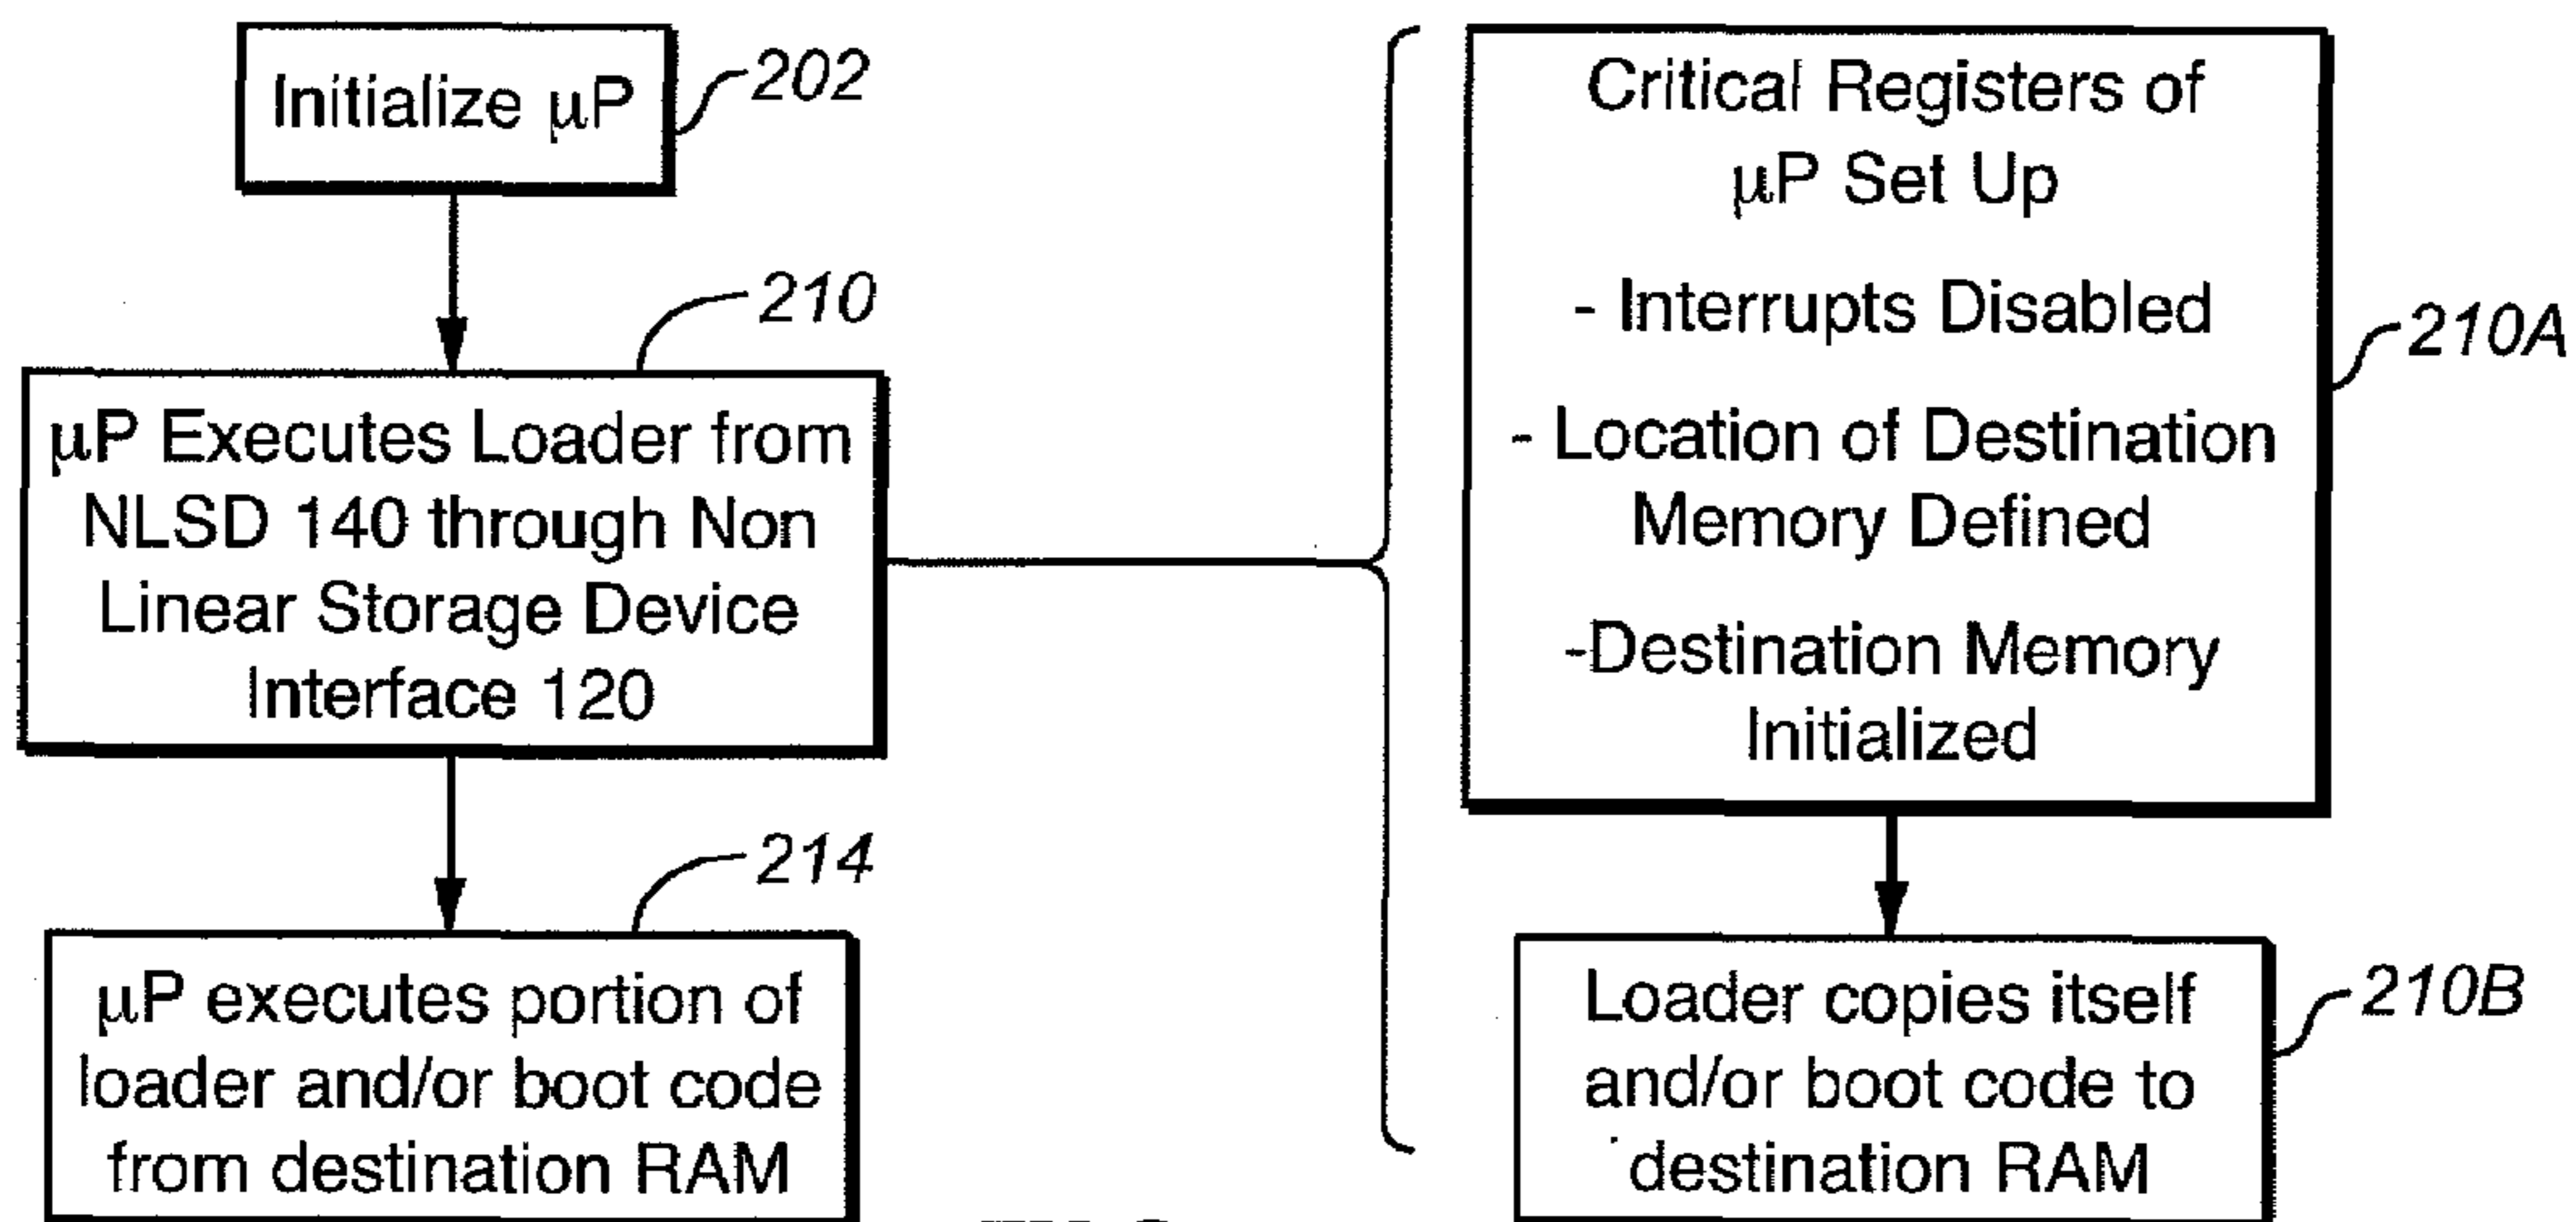 Initialize µP
202
210
µP Executes Loader from
NLSD 140 through Non
Linear Storage Device
Interface 120
214
µP executes portion of
loader and/or boot code
from destination RAM
Critical Registers of
µP Set Up
- Interrupts Disabled
- Location of Destination
Memory Defined
-Destination Memory
Initialized
210A
Loader copies itself
and/or boot code to
destination RAM
210B